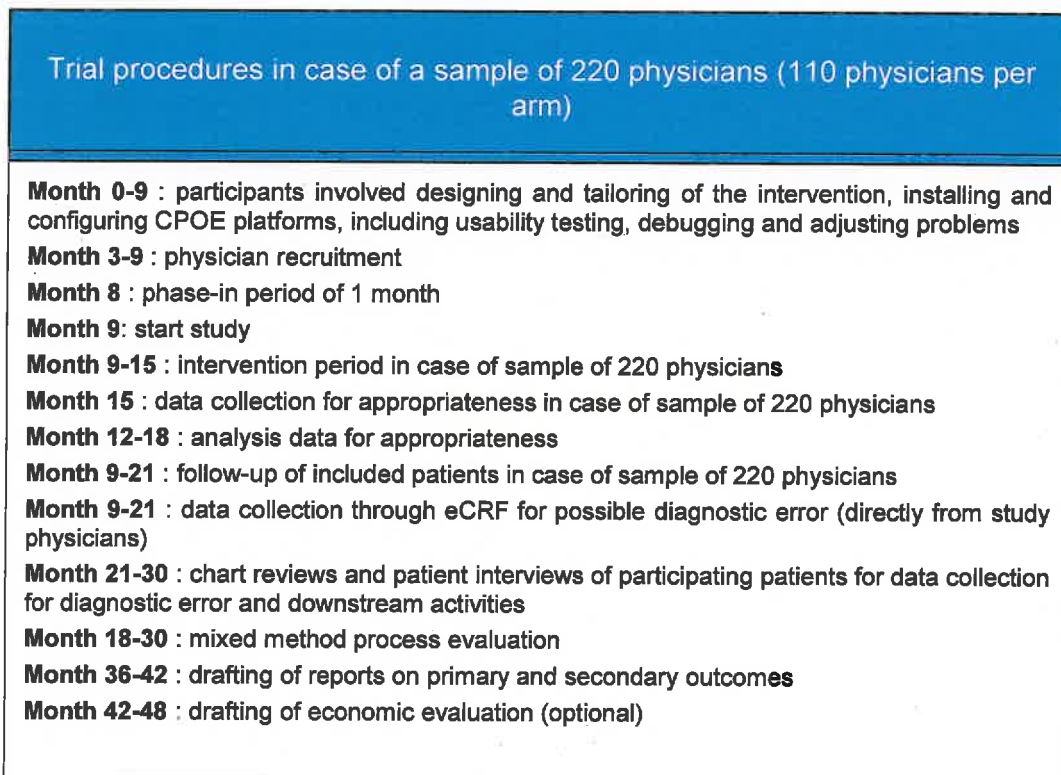 Trial procedures in case of a sample of 220 physicians (110 physicians per
arm)
Month 0-9 : participants involved designing and tailoring of the intervention, installing and
configuring CPOE platforms, including usability testing, debugging and adjusting problems
Month 3-9 : physician recruitment
Month 8 : phase-in period of 1 month
Month 9: start study
Month 9-15 : intervention period in case of sample of 220 physicians
Month 15 : data collection for appropriateness in case of sample of 220 physicians
Month 12-18 : analysis data for appropriateness
Month 9-21 : follow-up of included patients in case of sample of 220 physicians
Month 9-21 : data collection through eCRF for possible diagnostic error (directly from study
physicians)
Month 21-30 : chart reviews and patient interviews of participating patients for data collection
for diagnostic error and downstream activities
Month 18-30 : mixed method process evaluation
Month 36-42 : drafting of reports on primary and secondary outcomes
Month 42-48 : drafting of economic evaluation (optional)